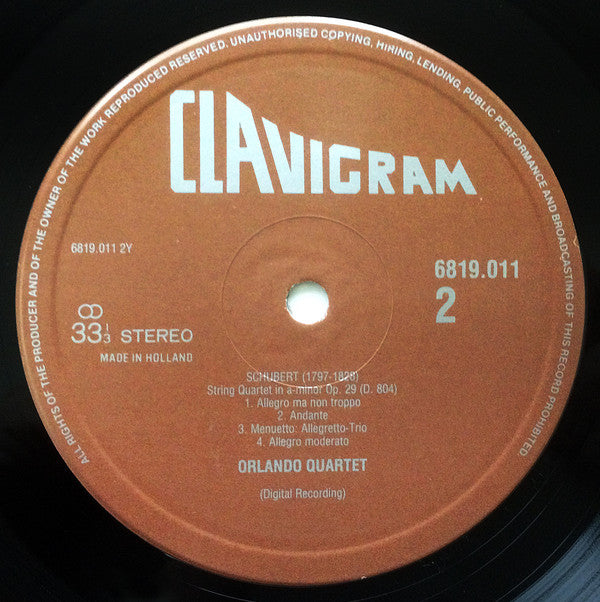 ALL RIGHTS OF THE PRODUCER AND OF THE OWNER OF THE WORK REPRODUCED RESERVED. UNAUTHORISED COPYING, HIRING, LENDING, PUBLIC PERFORMANCE AND BROADCASTING OF THIS RECORD PROHIBITED.
CLAVIGRAM
6819.011 2Y
6819.011
2
33 1/3 STEREO
MADE IN HOLLAND
SCHUBERT (1797-1828)
String Quartet in a-minor Op. 29 (D. 804)
1. Allegro ma non troppo
2. Andante
3. Menuetto: Allegretto-Trio
4. Allegro moderato
ORLANDO QUARTET
(Digital Recording)